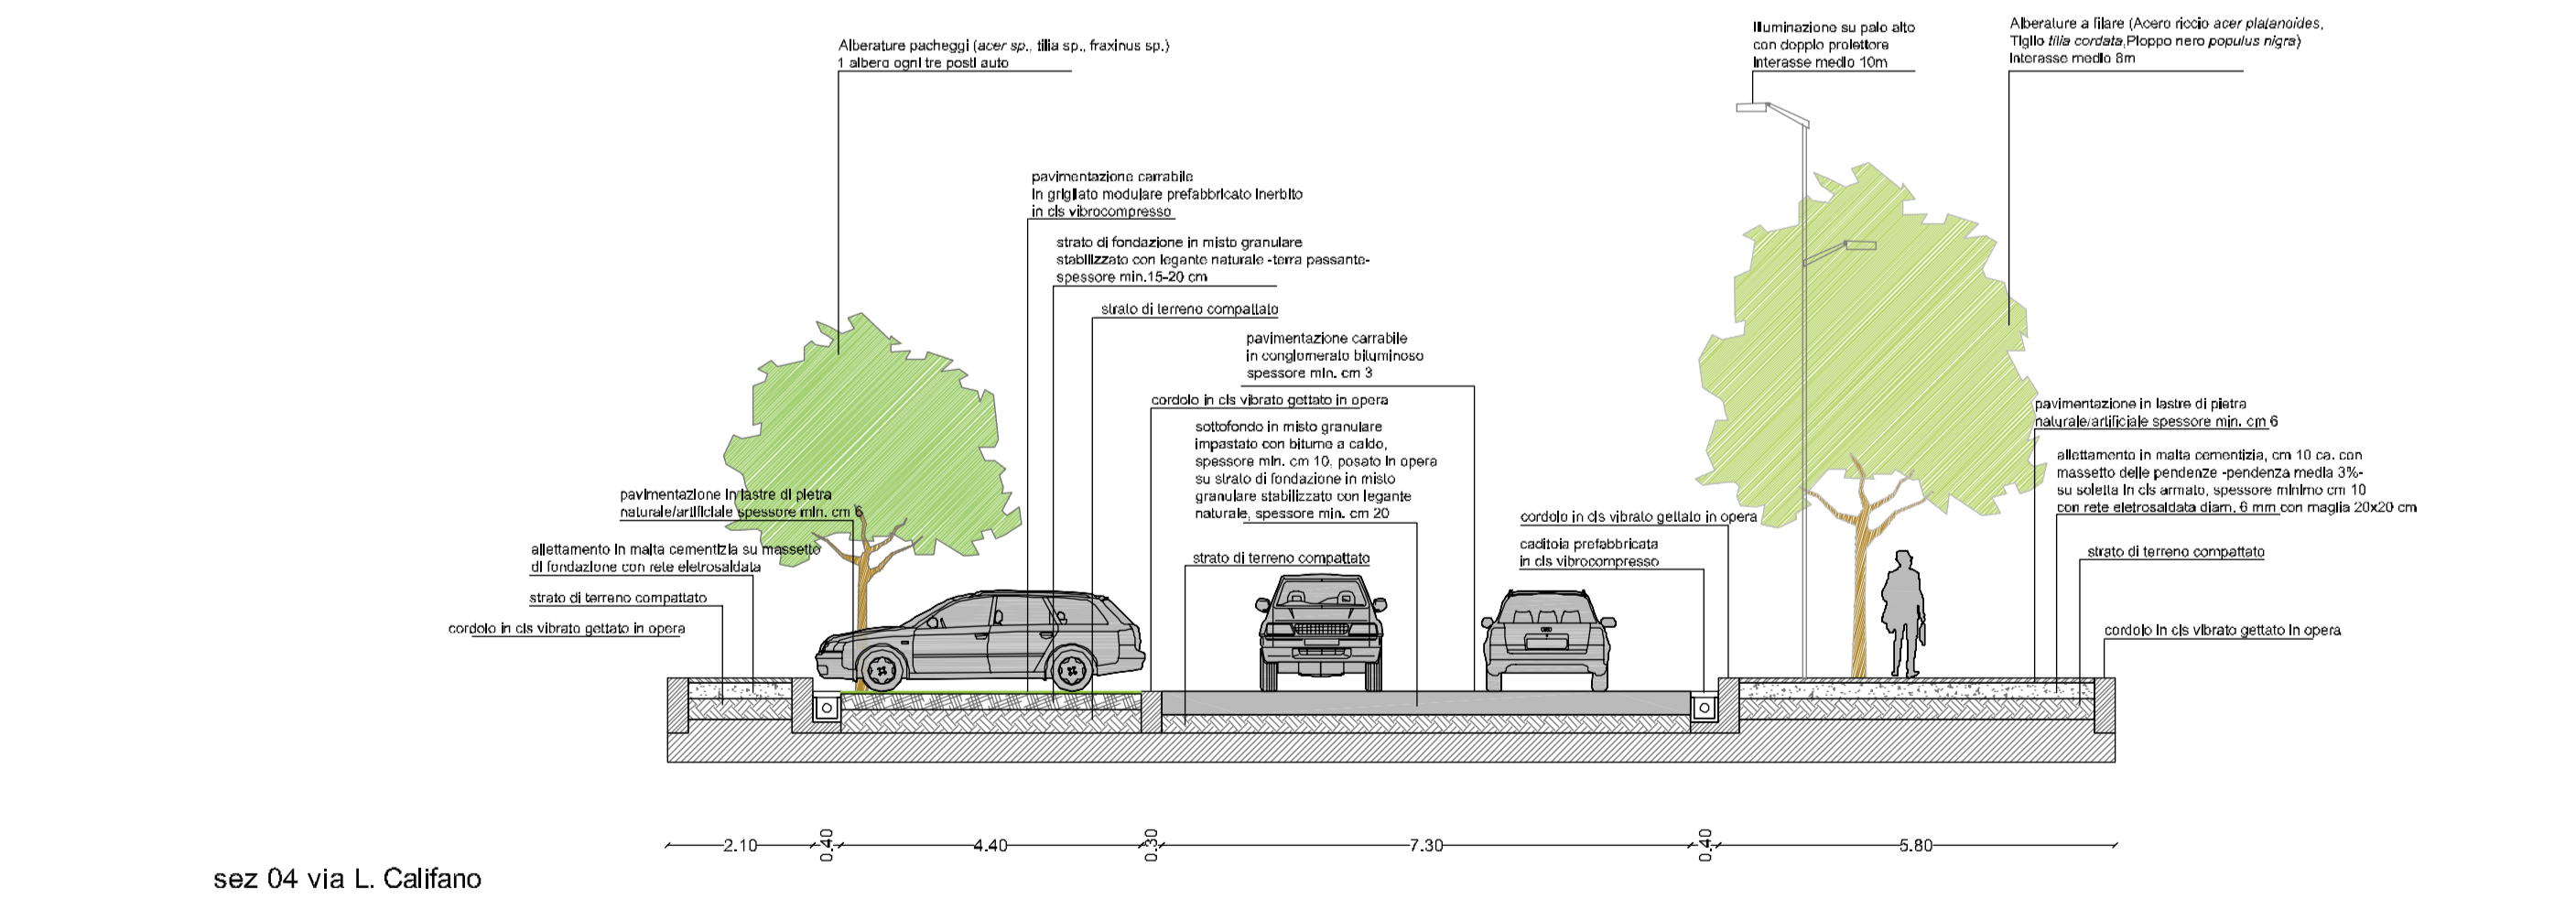 Alberature pacheggi (acer sp., tilia sp., fraxinus sp.)
1 albero ogni tre posti auto
Illuminazione su palo alto
con doppio proiettore
Interasse medio 10m
Alberature a filare (Acero riccio acer platanoides,
Tiglio tilia cordata,Pioppo nero populus nigra)
Interasse medio 8m
pavimentazione carrabile
in grigliato modulare prefabbricato inerbito
in cls vibrocompresso
strato di fondazione in misto granulare
stabilizzato con legante naturale -terra passante-
spessore min.15-20 cm
strato di terreno compattato
pavimentazione carrabile
in conglomerato bituminoso
spessore min. cm 3
cordolo in cls vibrato gettato in opera
sottofondo in misto granulare
impastato con bitume a caldo,
spessore min. cm 10, posato in opera
su strato di fondazione in misto
granulare stabilizzato con legante
naturale, spessore min. cm 20
strato di terreno compattato
pavimentazione in lastre di pietra
naturale/artificiale spessore min. cm 6
allettamento in malta cementizia su massetto
di fondazione con rete eletrosaldata
strato di terreno compattato
cordolo in cls vibrato gettato in opera
cordolo in cls vibrato gettato in opera
caditoia prefabbricata
in cls vibrocompresso
pavimentazione in lastre di pietra
naturale/artificiale spessore min. cm 6
allettamento in malta cementizia, cm 10 ca. con
massetto delle pendenze -pendenza media 3%-
su soletta in cls armato, spessore minimo cm 10
con rete eletrosaldata diam. 6 mm con maglia 20x20 cm
strato di terreno compattato
cordolo in cls vibrato gettato in opera
2.10
0.40
4.40
0.30
7.30
0.40
5.80
sez 04 via L. Califano